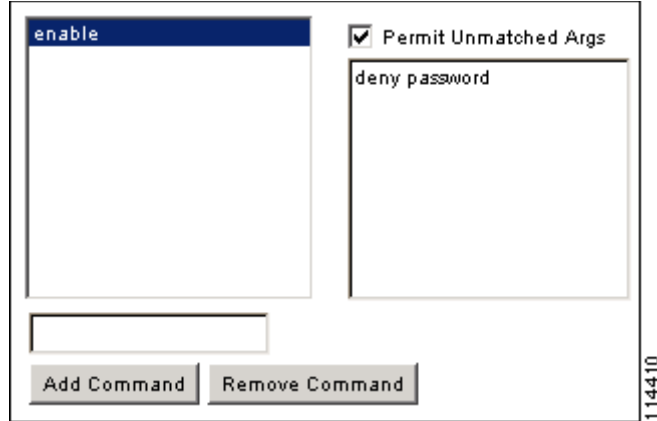 enable
Permit Unmatched Args
deny password
Add Command
Remove Command
114410